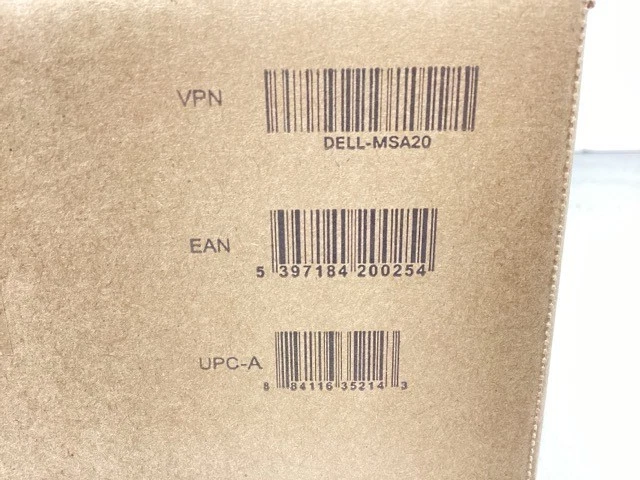 VPN
DELL-MSA20
EAN
5 397184 200254
UPC-A
8 84116 35214 3